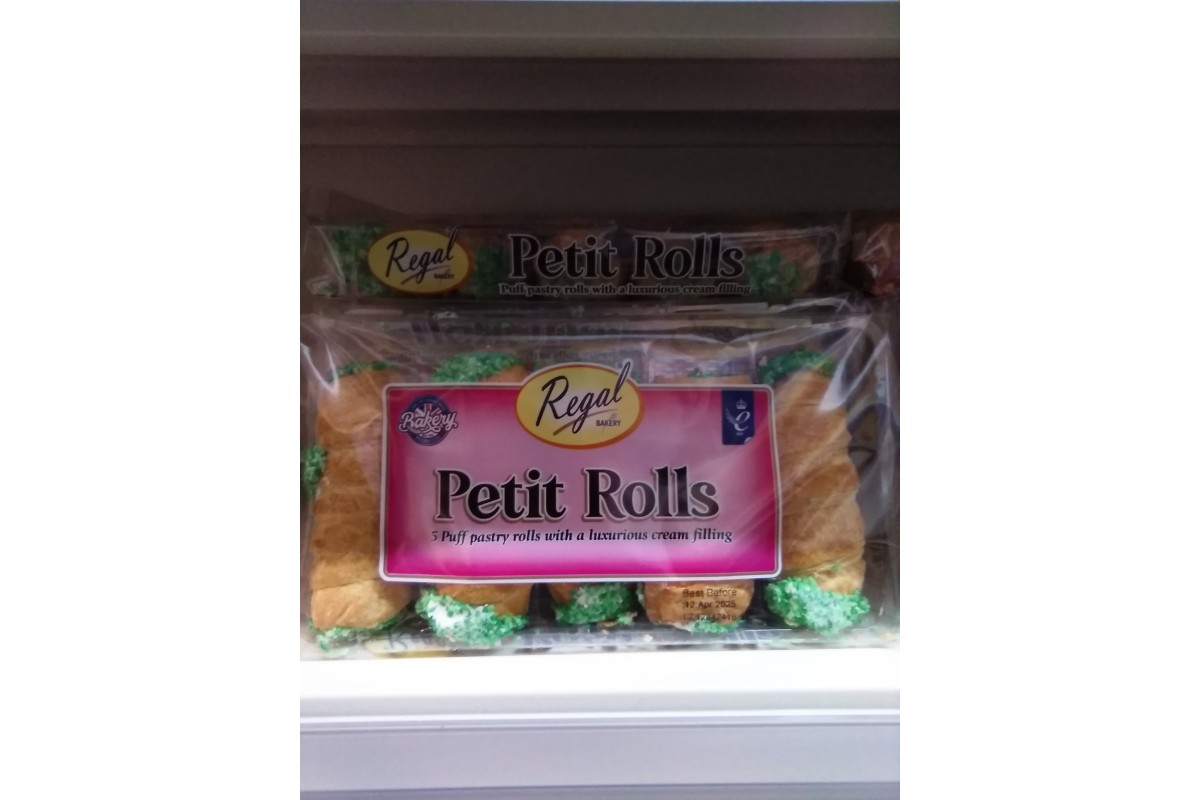 Regal
BAKERY
Petit Rolls
Puff pastry rolls with a luxurious cream filling
Bakery
Regal
BAKERY
e
Petit Rolls
5 Puff pastry rolls with a luxurious cream filling
Best Before
12 Apr 2025